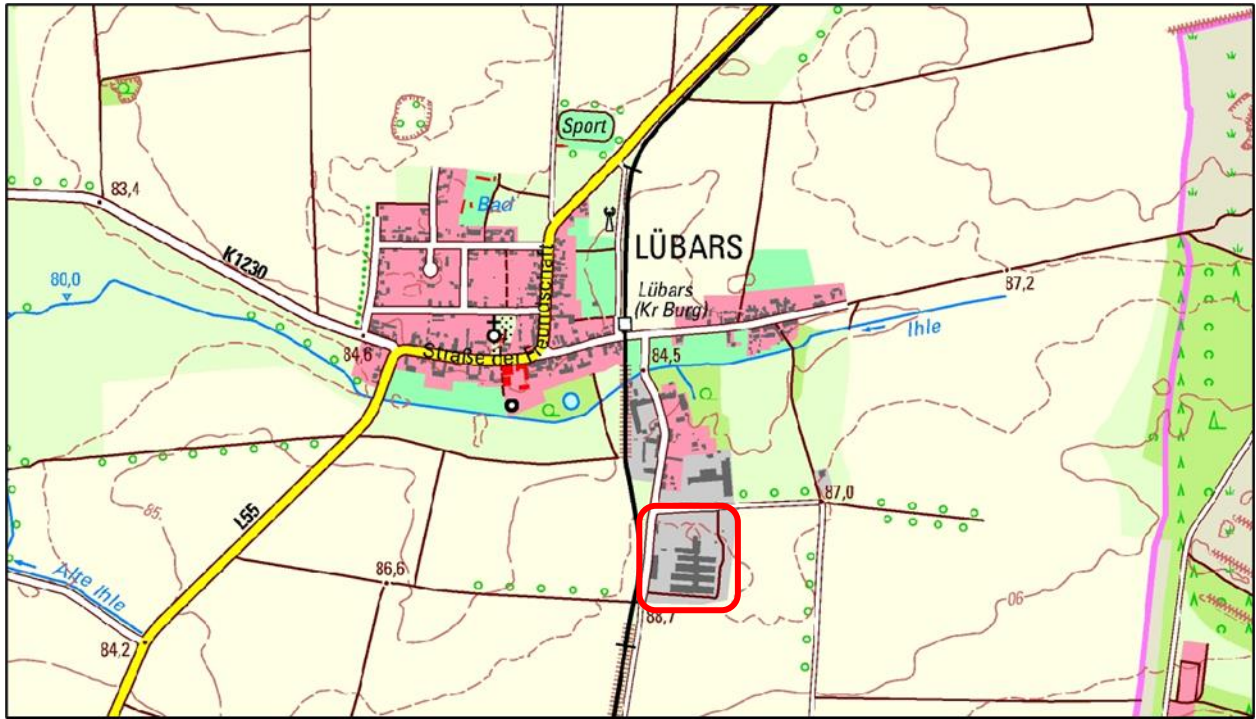 Sport
83,4
Bad
K1230
LÜBARS
80,0
Lübars
(Kr Burg)
87,2
Ihle
84,6
Straße der Freundschaft
84,5
87,0
85
L55
86,6
Alte Ihle
90
88,7
84,2